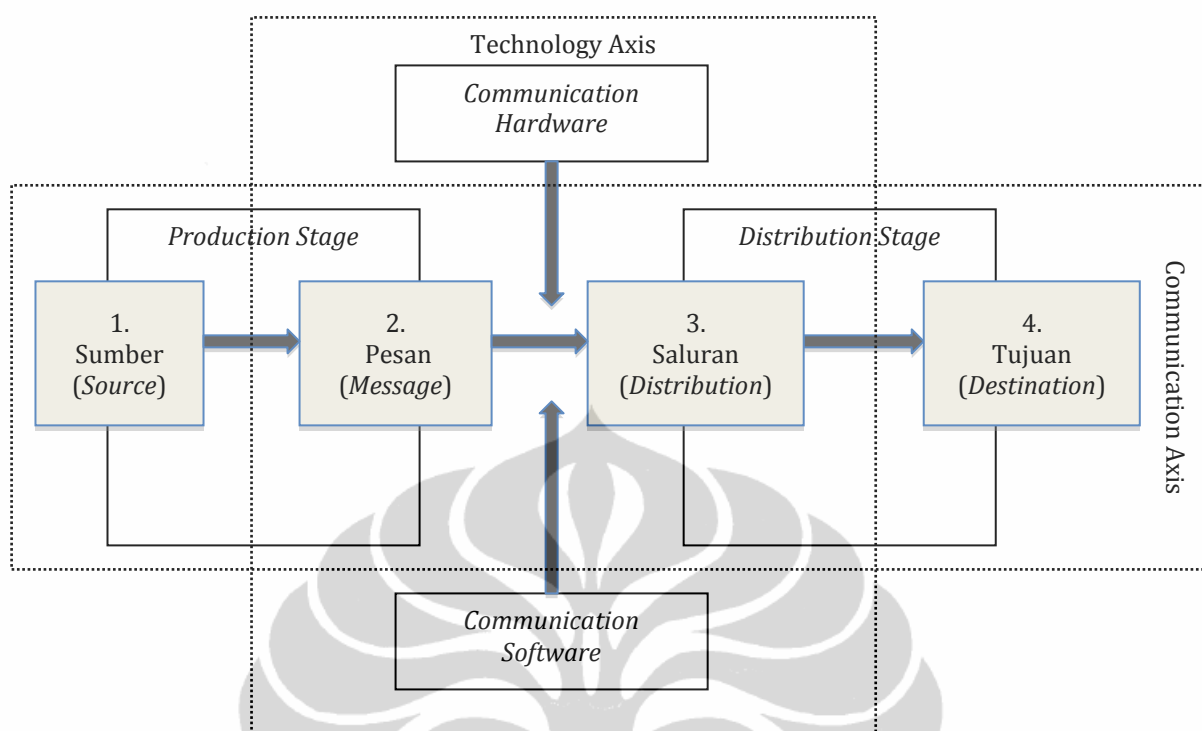 Technology Axis
Communication
Hardware
Production Stage
Distribution Stage
1.
Sumber
(Source)
2.
Pesan
(Message)
3.
Saluran
(Distribution)
4.
Tujuan
(Destination)
Communication Axis
Communication
Software